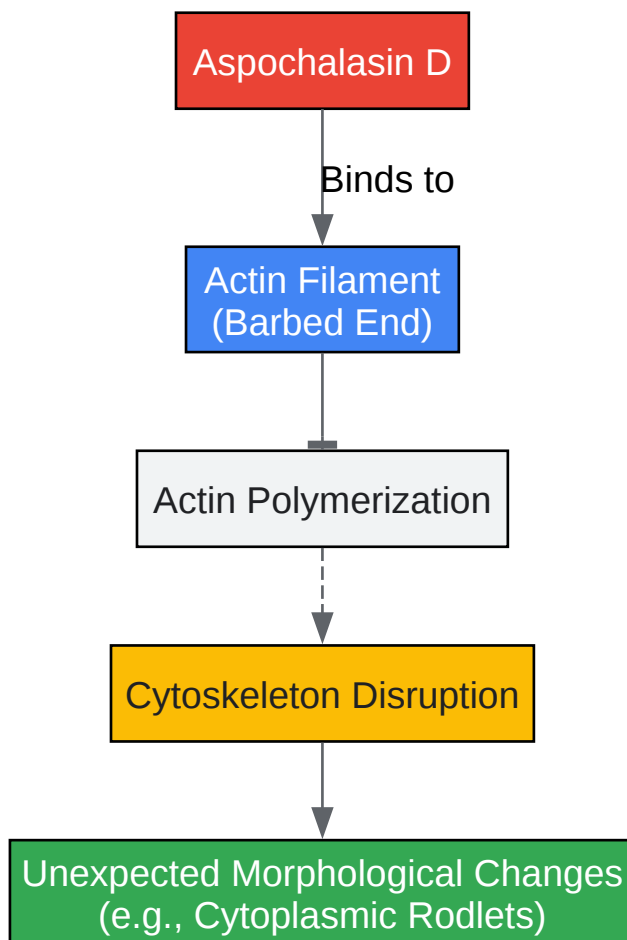 Aspochalasin D
Binds to
Actin Filament
(Barbed End)
Actin Polymerization
Cytoskeleton Disruption
Unexpected Morphological Changes
(e.g., Cytoplasmic Rodlets)